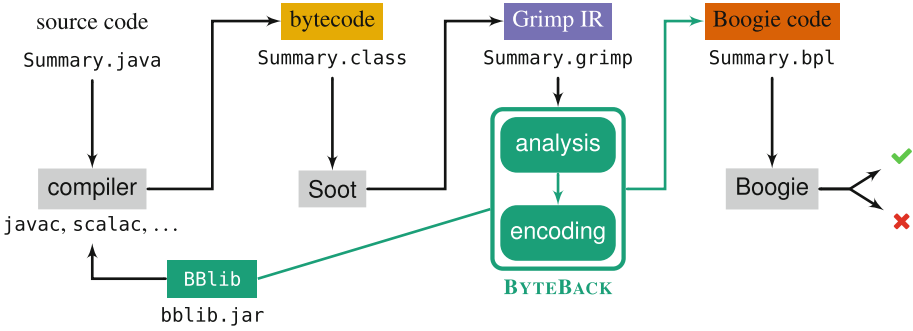 source code
Summary.java
compiler
javac, scalac, ...
BBlib
bblib.jar
bytecode
Summary.class
Soot
Grimp IR
Summary.grimp
analysis
encoding
BYTEBACK
Boogie code
Summary.bpl
Boogie